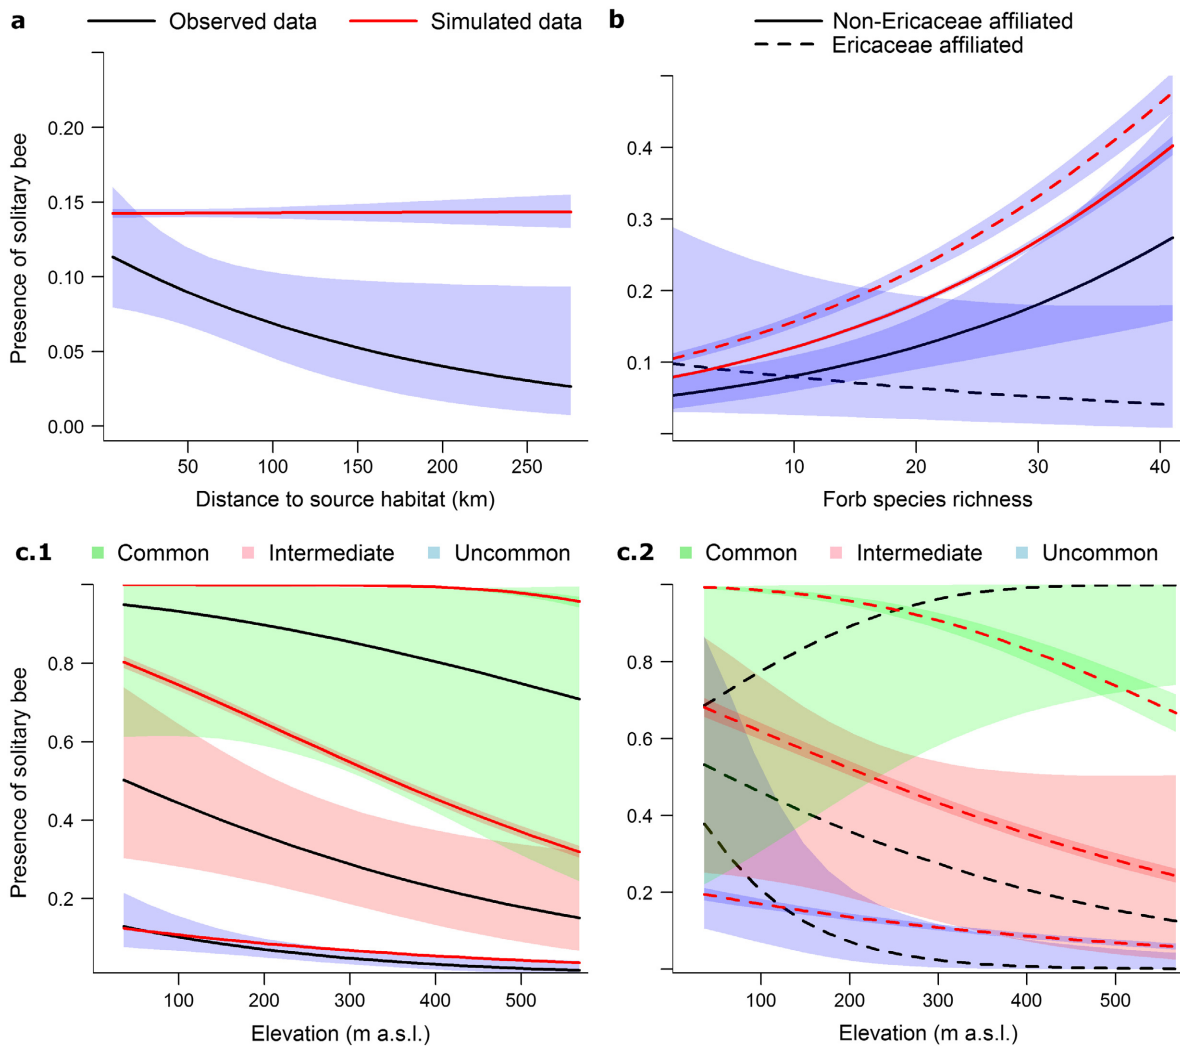 a
Observed data
Simulated data
Presence of solitary bee
0.20
0.15
0.10
0.05
0.00
50 100 150 200 250
Distance to source habitat (km)
b
Non-Ericaceae affiliated
Ericaceae affiliated
0.4
0.3
0.2
0.1
10 20 30 40
Forb species richness
c.1
Common Intermediate Uncommon
Presence of solitary bee
0.8
0.6
0.4
0.2
100 200 300 400 500
Elevation (m a.s.l.)
c.2
Common Intermediate Uncommon
0.8
0.6
0.4
0.2
100 200 300 400 500
Elevation (m a.s.l.)